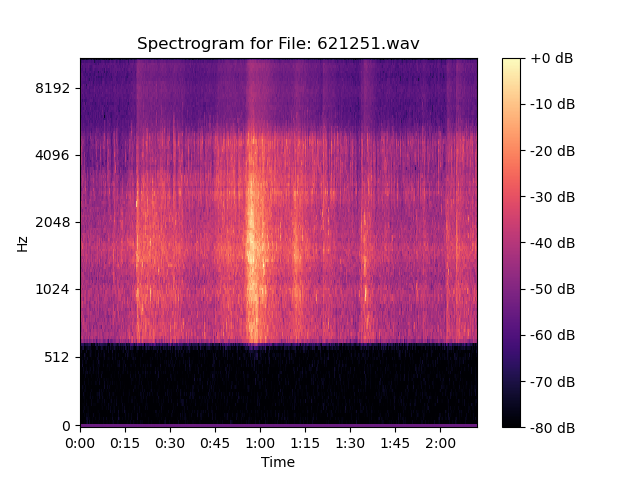 Spectrogram for File: 621251.wav
Hz
8192
4096
2048
1024
512
0
0:00 0:15 0:30 0:45 1:00 1:15 1:30 1:45 2:00
Time
+0 dB
-10 dB
-20 dB
-30 dB
-40 dB
-50 dB
-60 dB
-70 dB
-80 dB